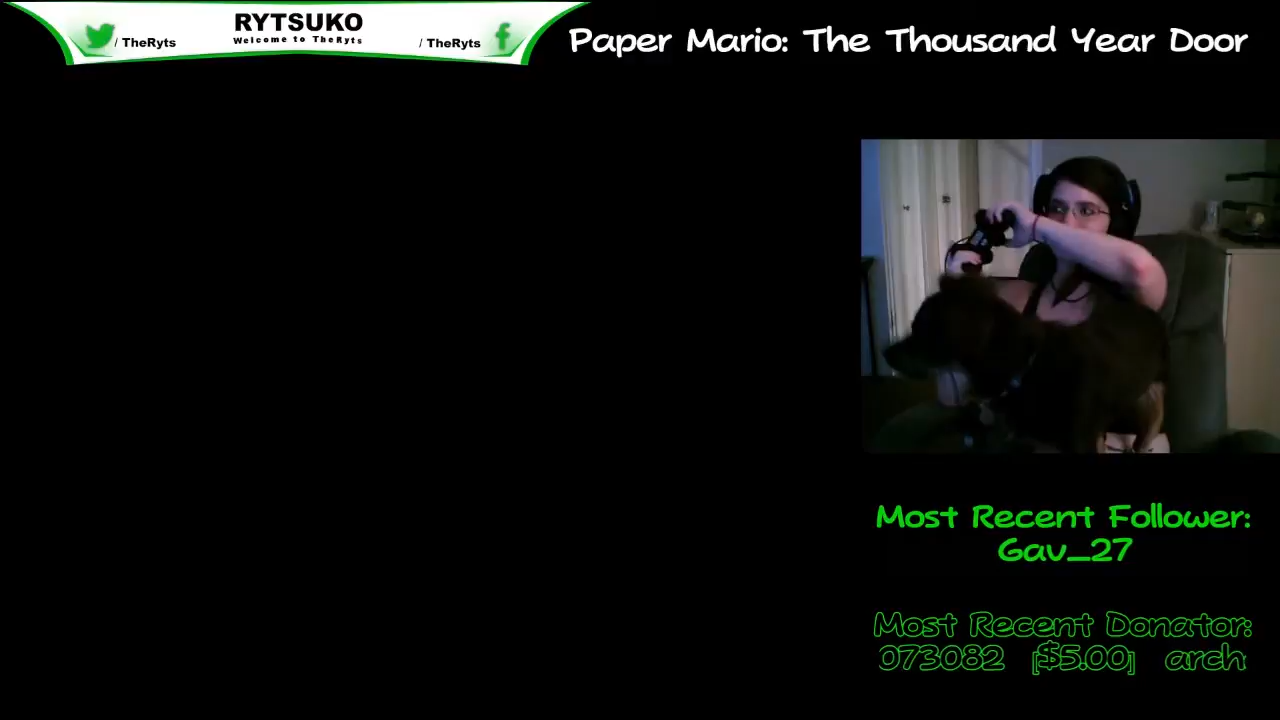 RYTSUKO
Welcome to TheRyts
/ TheRyts
/ TheRyts
Paper Mario: The Thousand Year Door
Most Recent Follower:
Gav_27
Most Recent Donator:
073082 [$5.00] arch